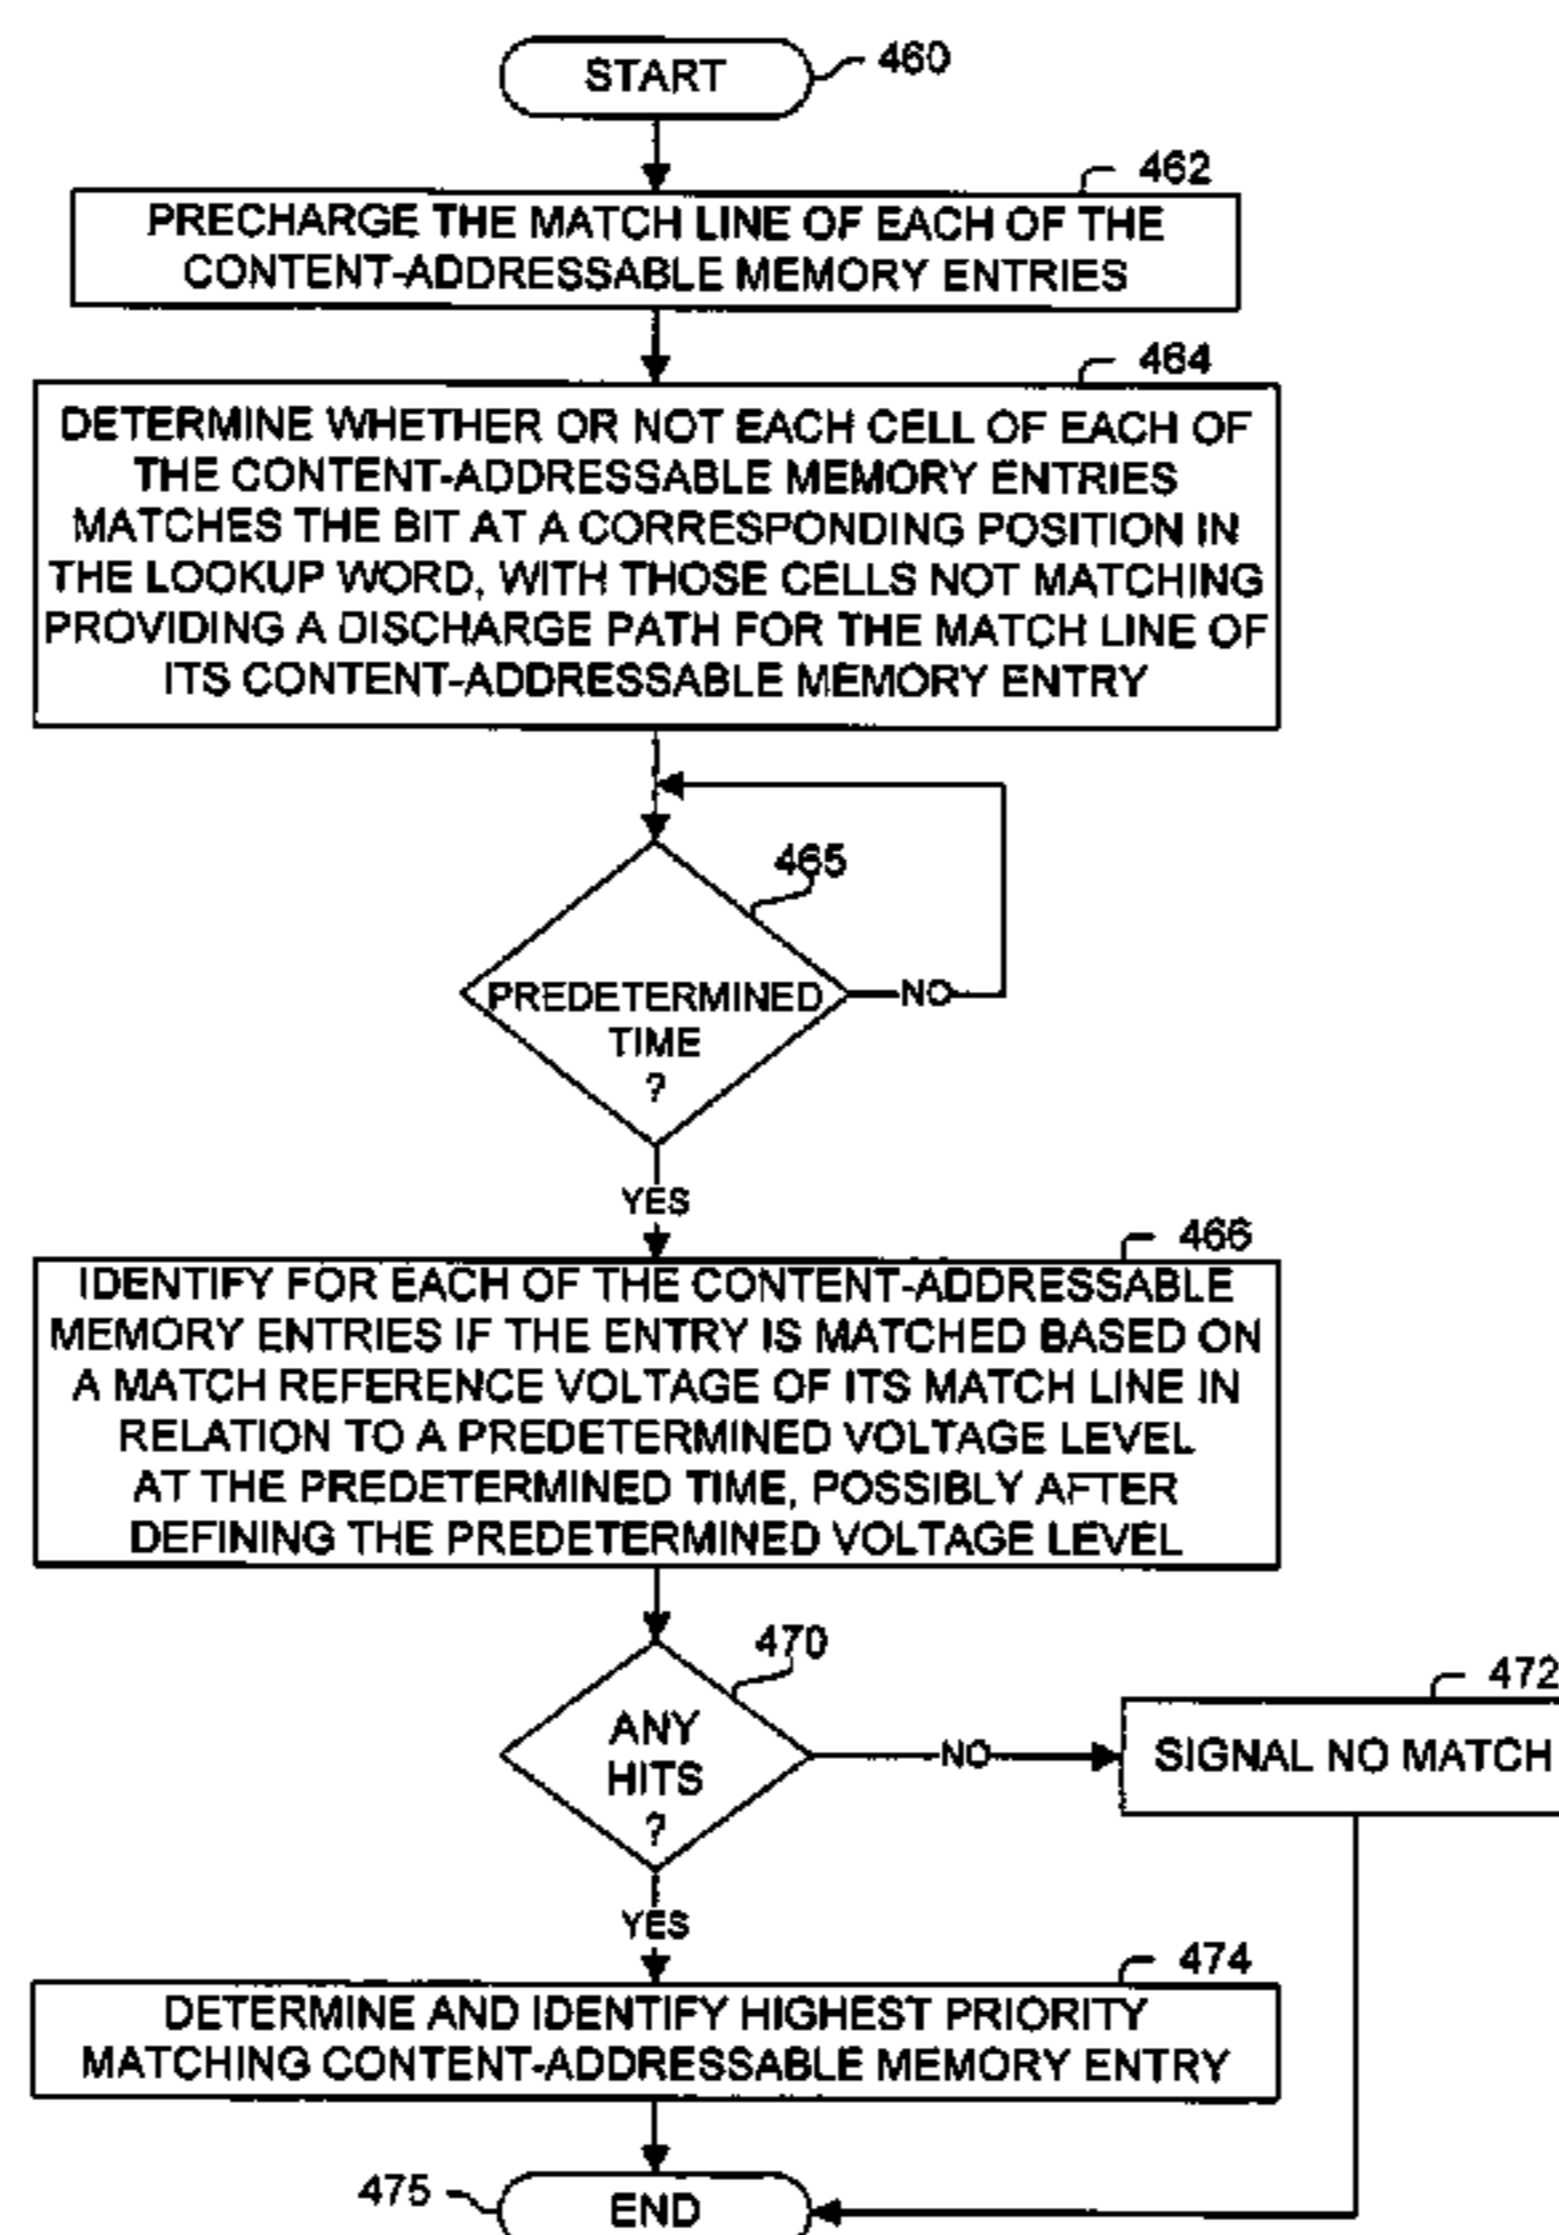 START
460
462
PRECHARGE THE MATCH LINE OF EACH OF THE
CONTENT-ADDRESSABLE MEMORY ENTRIES
464
DETERMINE WHETHER OR NOT EACH CELL OF EACH OF
THE CONTENT-ADDRESSABLE MEMORY ENTRIES
MATCHES THE BIT AT A CORRESPONDING POSITION IN
THE LOOKUP WORD, WITH THOSE CELLS NOT MATCHING
PROVIDING A DISCHARGE PATH FOR THE MATCH LINE OF
ITS CONTENT-ADDRESSABLE MEMORY ENTRY
465
PREDETERMINED
TIME
?
NO
YES
466
IDENTIFY FOR EACH OF THE CONTENT-ADDRESSABLE
MEMORY ENTRIES IF THE ENTRY IS MATCHED BASED ON
A MATCH REFERENCE VOLTAGE OF ITS MATCH LINE IN
RELATION TO A PREDETERMINED VOLTAGE LEVEL
AT THE PREDETERMINED TIME, POSSIBLY AFTER
DEFINING THE PREDETERMINED VOLTAGE LEVEL
470
ANY
HITS
?
NO
472
SIGNAL NO MATCH
YES
474
DETERMINE AND IDENTIFY HIGHEST PRIORITY
MATCHING CONTENT-ADDRESSABLE MEMORY ENTRY
475
END